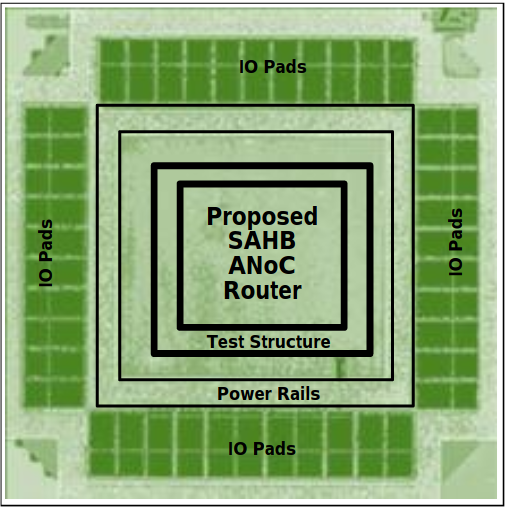 IO Pads
IO Pads
IO Pads
Proposed
SAHB
ANoC
Router
Test Structure
Power Rails
IO Pads